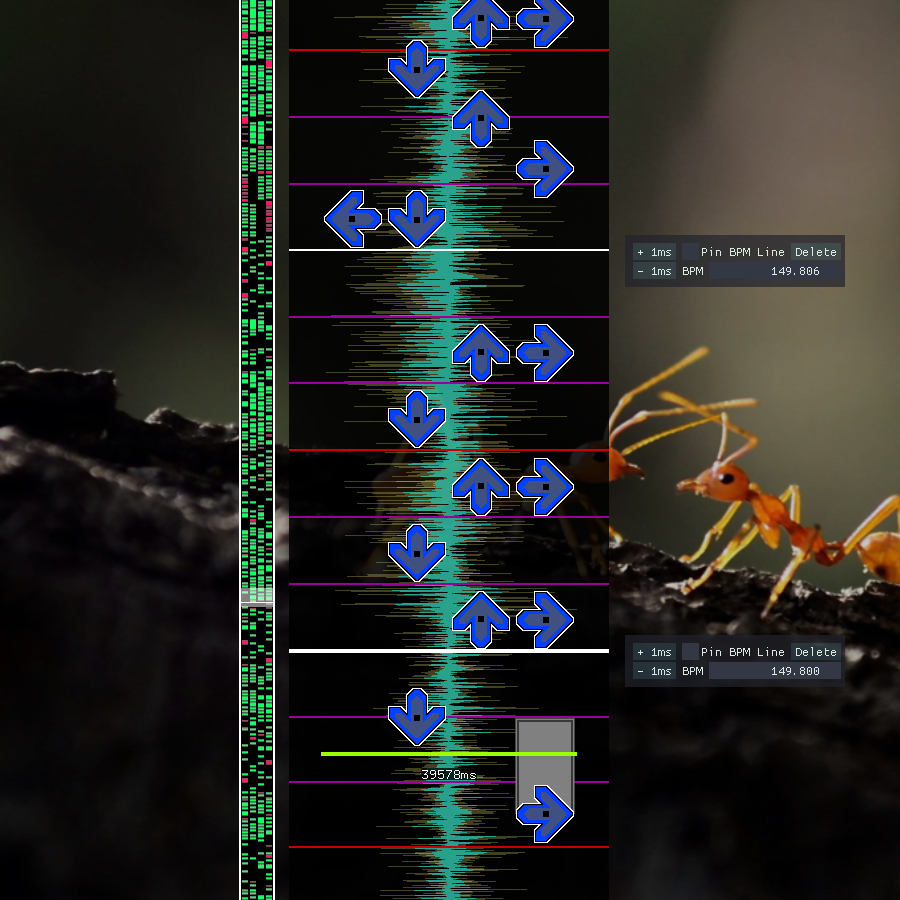 + 1ms Pin BPM Line Delete
- 1ms BPM 149.806
+ 1ms Pin BPM Line Delete
- 1ms BPM 149.800
39578ms